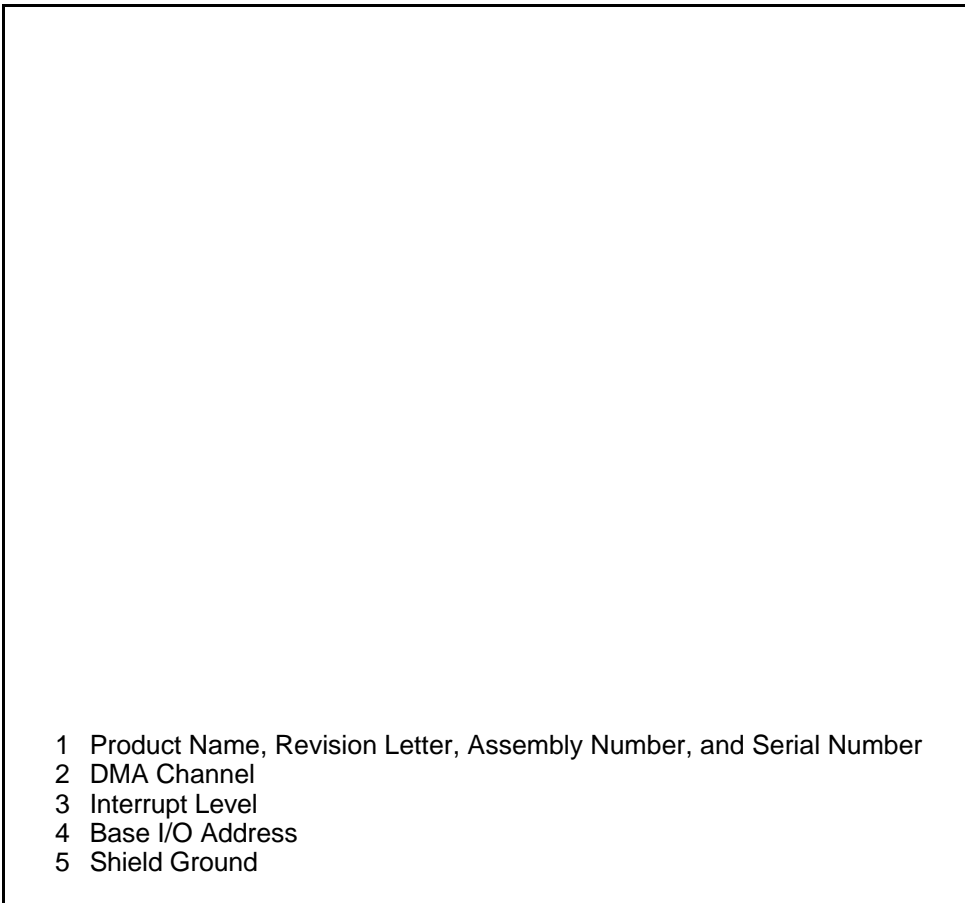 1 Product Name, Revision Letter, Assembly Number, and Serial Number
2 DMA Channel
3 Interrupt Level
4 Base I/O Address
5 Shield Ground